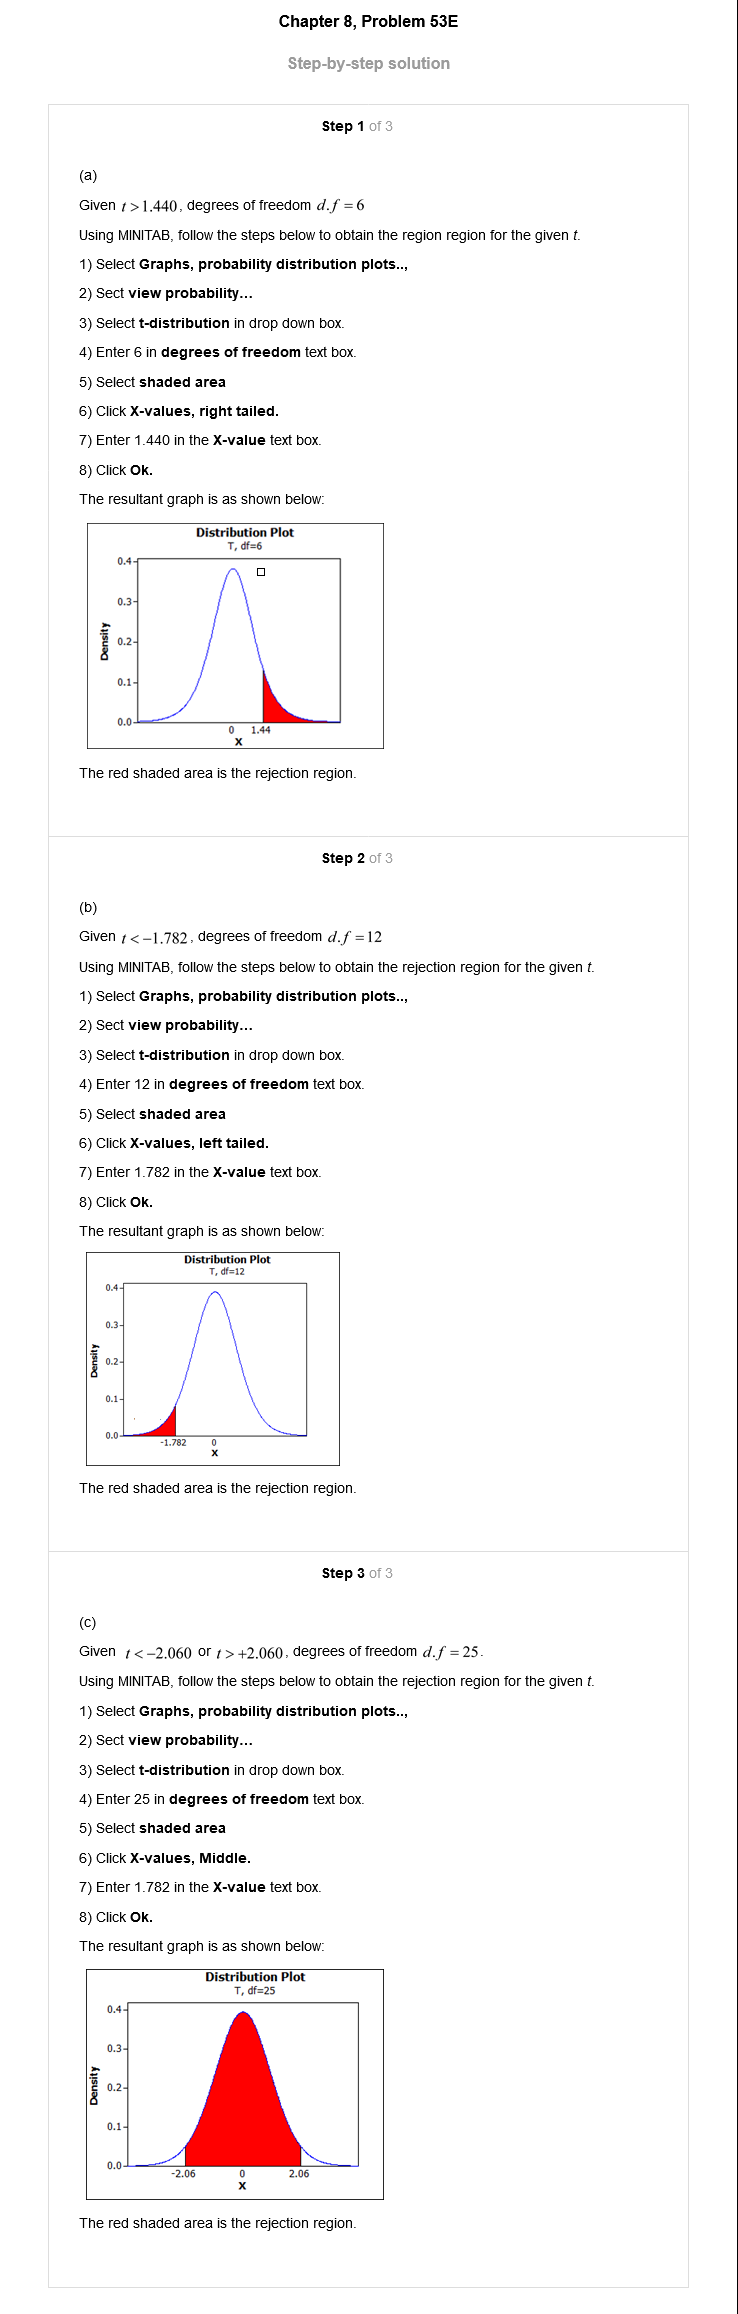 Chapter 8, Problem 53E
Step-by-step solution
Step 1 of 3
(a)
Given t > 1.440, degrees of freedom d.f = 6
Using MINITAB, follow the steps below to obtain the region region for the given t.
1) Select Graphs, probability distribution plots..,
2) Sect view probability…
3) Select t-distribution in drop down box.
4) Enter 6 in degrees of freedom text box.
5) Select shaded area
6) Click X-values, right tailed.
7) Enter 1.440 in the X-value text box.
8) Click Ok.
The resultant graph is as shown below:
Distribution Plot
T, df=6
0.4
0.3
Density
0.2
0.1
0.0
0 1.44
X
The red shaded area is the rejection region.
Step 2 of 3
(b)
Given t < −1.782, degrees of freedom d.f = 12
Using MINITAB, follow the steps below to obtain the rejection region for the given t.
1) Select Graphs, probability distribution plots..,
2) Sect view probability…
3) Select t-distribution in drop down box.
4) Enter 12 in degrees of freedom text box.
5) Select shaded area
6) Click X-values, left tailed.
7) Enter 1.782 in the X-value text box.
8) Click Ok.
The resultant graph is as shown below:
Distribution Plot
T, df=12
0.4
0.3
Density
0.2
0.1
0.0
-1.782 0
X
The red shaded area is the rejection region.
Step 3 of 3
(c)
Given t < −2.060 or t > +2.060, degrees of freedom d.f = 25.
Using MINITAB, follow the steps below to obtain the rejection region for the given t.
1) Select Graphs, probability distribution plots..,
2) Sect view probability…
3) Select t-distribution in drop down box.
4) Enter 25 in degrees of freedom text box.
5) Select shaded area
6) Click X-values, Middle.
7) Enter 1.782 in the X-value text box.
8) Click Ok.
The resultant graph is as shown below:
Distribution Plot
T, df=25
0.4
0.3
Density
0.2
0.1
0.0
-2.06 0 2.06
X
The red shaded area is the rejection region.